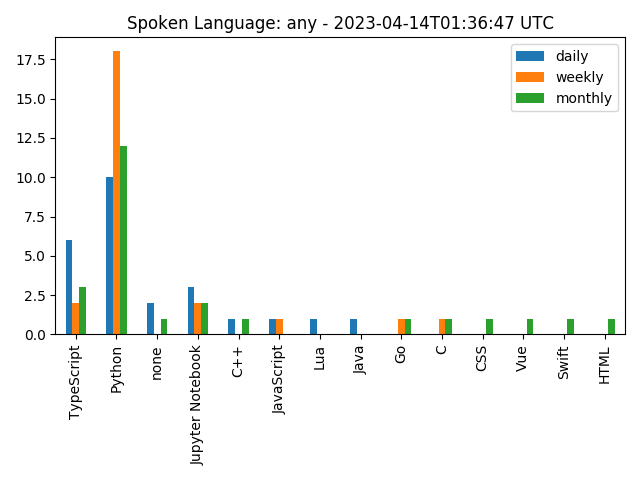 Spoken Language: any - 2023-04-14T01:36:47 UTC
daily
weekly
monthly
17.5
15.0
12.5
10.0
7.5
5.0
2.5
0.0
TypeScript
Python
none
Jupyter Notebook
C++
JavaScript
Lua
Java
Go
C
CSS
Vue
Swift
HTML